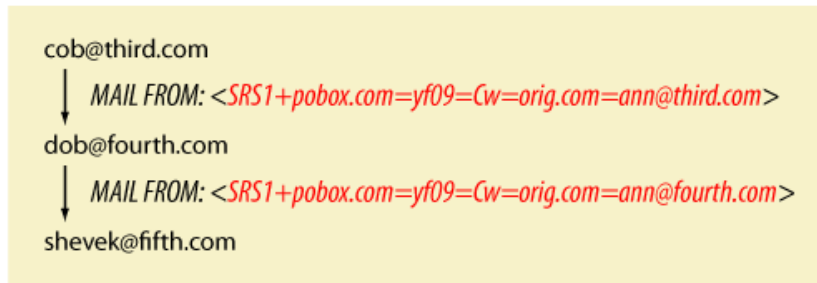 cob@third.com
MAIL FROM: <SRS1+pobox.com=yf09=Cw=orig.com=ann@third.com>
dob@fourth.com
MAIL FROM: <SRS1+pobox.com=yf09=Cw=orig.com=ann@fourth.com>
shevek@fifth.com